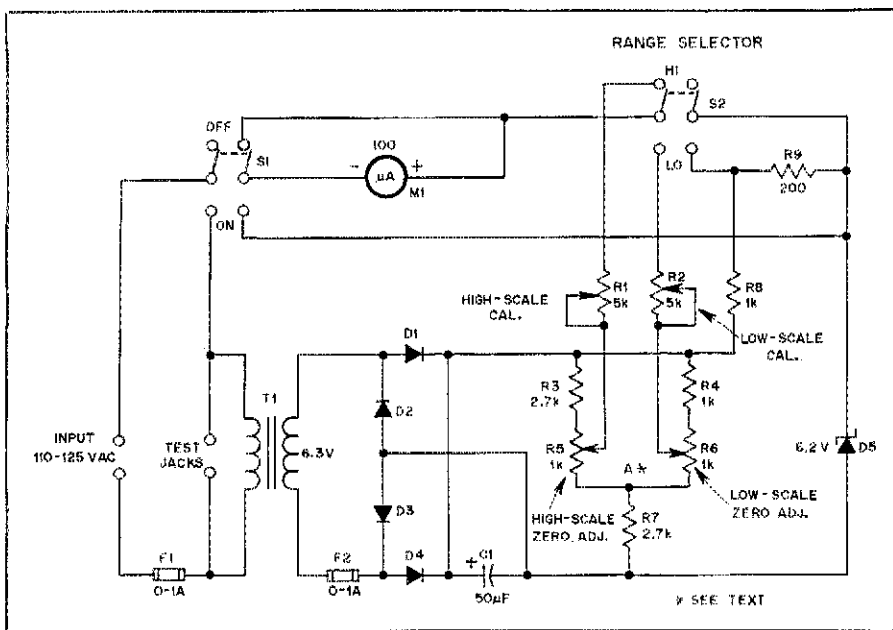 RANGE SELECTOR
HI
S2
OFF
S1
100
- +
µA
M1
LO
R9
200
ON
R1
5k
R2
5k
R8
1k
HIGH-SCALE
CAL.
LOW-SCALE
CAL.
D1
R3
2.7k
R4
1k
T1
D2
INPUT
110-125 VAC
TEST
JACKS
6.3V
R5
1k
A*
R6
1k
6.2V
D5
D3
HIGH-SCALE
ZERO ADJ.
R7
2.7k
LOW-SCALE
ZERO ADJ.
F1
0-1A
F2
0-1A
D4
+
C1
50µF
* SEE TEXT